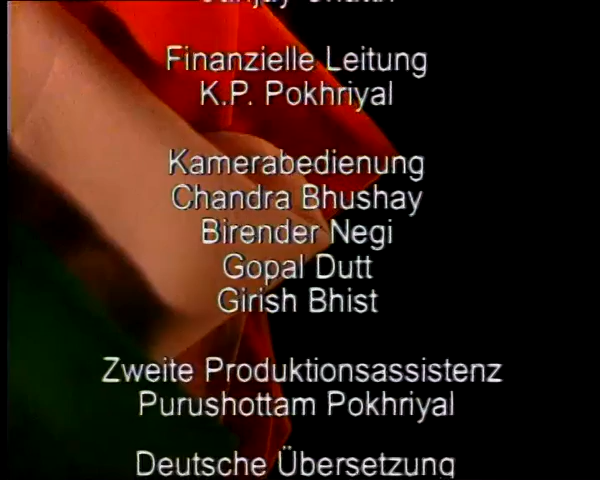 Finanzielle Leitung
K.P. Pokhriyal
Kamerabedienung
Chandra Bhushay
Birender Negi
Gopal Dutt
Girish Bhist
Zweite Produktionsassistenz
Purushottam Pokhriyal
Deutsche Übersetzung